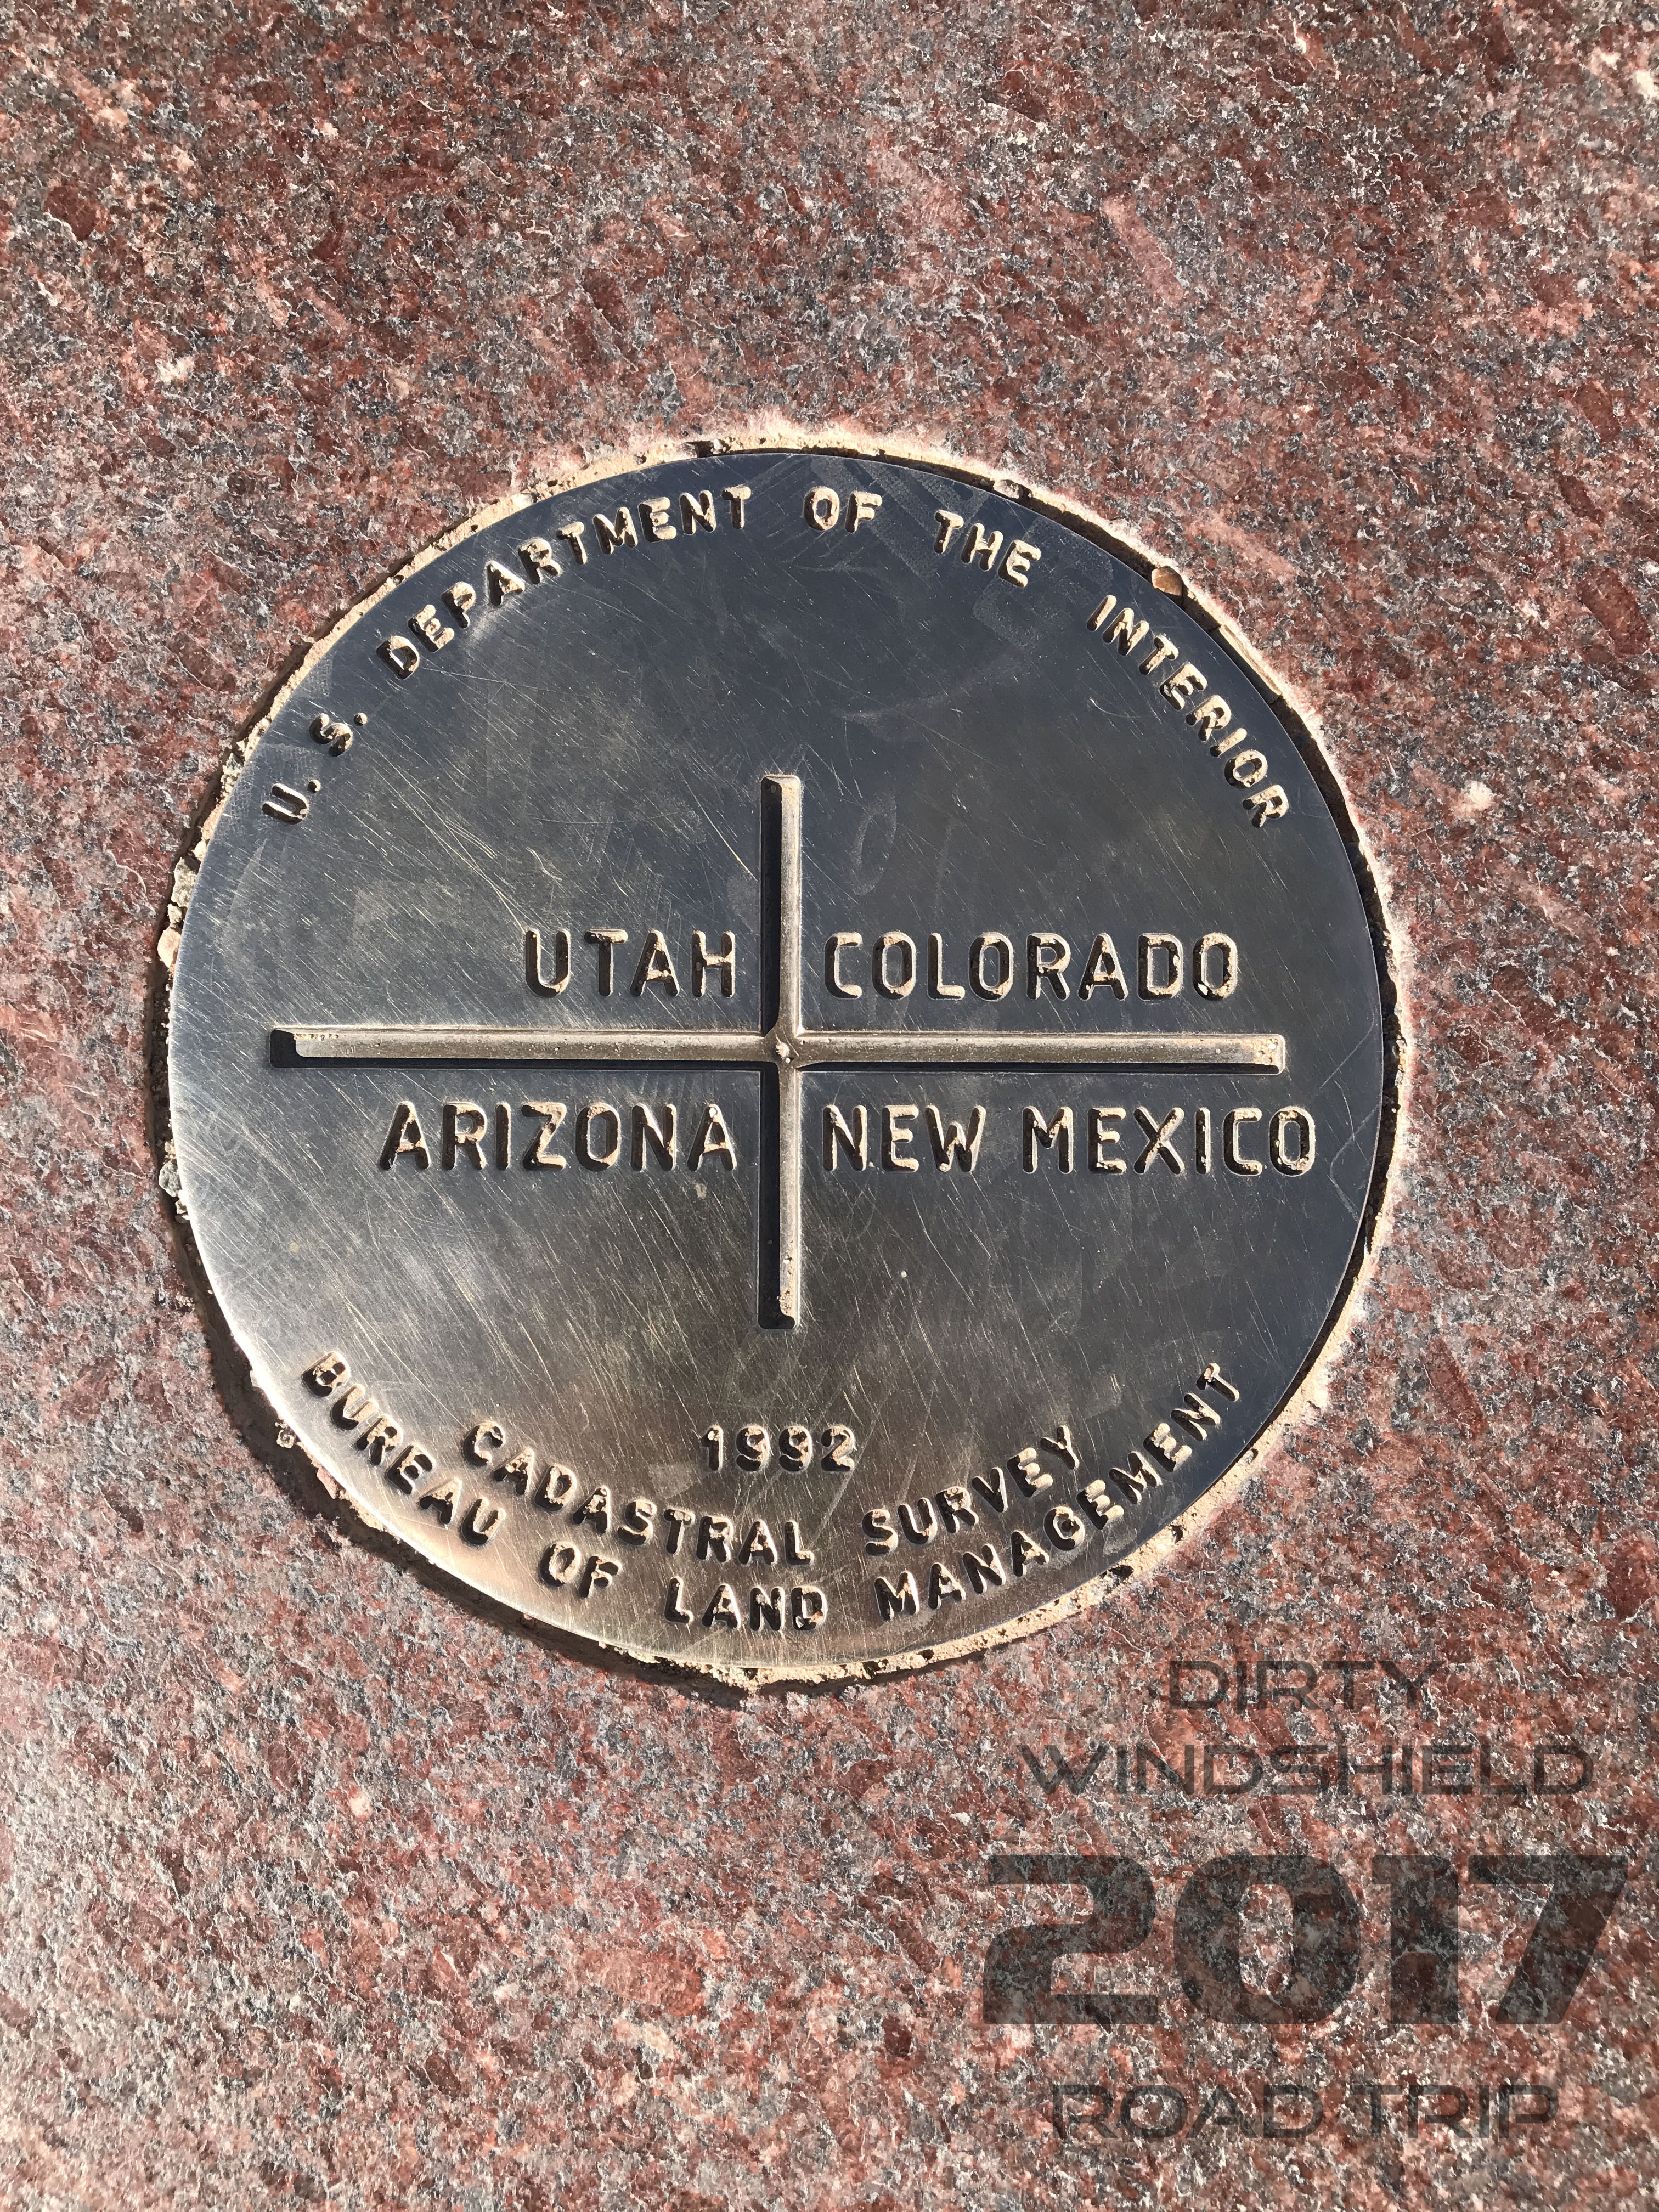 U.S. DEPARTMENT OF THE INTERIOR
UTAH COLORADO
ARIZONA NEW MEXICO
1992
CADASTRAL SURVEY
BUREAU OF LAND MANAGEMENT
DIRTY
WINDSHIELD
2017
ROAD TRIP